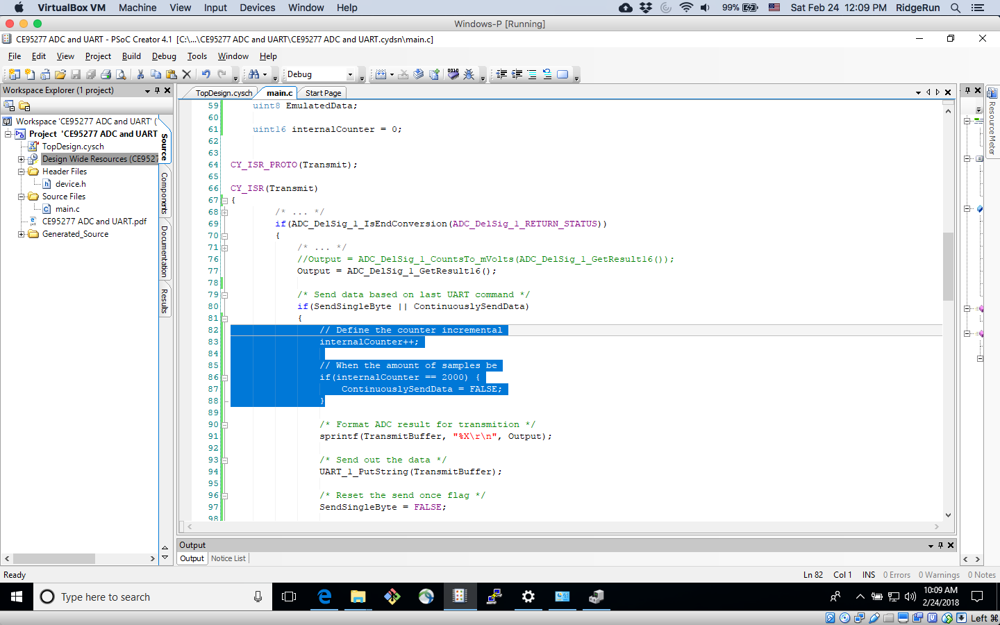 VirtualBox VM Machine View Input Devices Window Help 99% Sat Feb 24 12:09 PM RidgeRun
Windows-P [Running]
CE95277 ADC and UART - PSoC Creator 4.1 [C:\...\CE95277 ADC and UART\CE95277 ADC and UART.cydsn\main.c]
File Edit View Project Build Debug Tools Window Help
Debug
Workspace Explorer (1 project)
Workspace 'CE95277 ADC and UART' (
Project 'CE95277 ADC and UART
TopDesign.cysch
Design Wide Resources (CE9527
Header Files
device.h
Source Files
main.c
CE95277 ADC and UART.pdf
Generated_Source
Source
Components
Documentation
Results
TopDesign.cysch main.c Start Page
59 uint8 EmulatedData;
60
61 uint16 internalCounter = 0;
62
63
64 CY_ISR_PROTO(Transmit);
65
66 CY_ISR(Transmit)
67 {
68 /* ... */
69 if(ADC_DelSig_1_IsEndConversion(ADC_DelSig_1_RETURN_STATUS))
70 {
71 /* ... */
76 //Output = ADC_DelSig_1_CountsTo_mVolts(ADC_DelSig_1_GetResult16());
77 Output = ADC_DelSig_1_GetResult16();
78
79 /* Send data based on last UART command */
80 if(SendSingleByte || ContinuouslySendData)
81 {
82 // Define the counter incremental
83 internalCounter++;
84
85 // When the amount of samples be
86 if(internalCounter == 2000) {
87 ContinuouslySendData = FALSE;
88 }
89
90 /* Format ADC result for transmition */
91 sprintf(TransmitBuffer, "%X\r\n", Output);
92
93 /* Send out the data */
94 UART_1_PutString(TransmitBuffer);
95
96 /* Reset the send once flag */
97 SendSingleByte = FALSE;
98
Resource Meter
Output
Output Notice List
Ready Ln 82 Col 1 INS 0 Errors 0 Warnings 0 Notes
Type here to search
10:09 AM
2/24/2018
Left ⌘